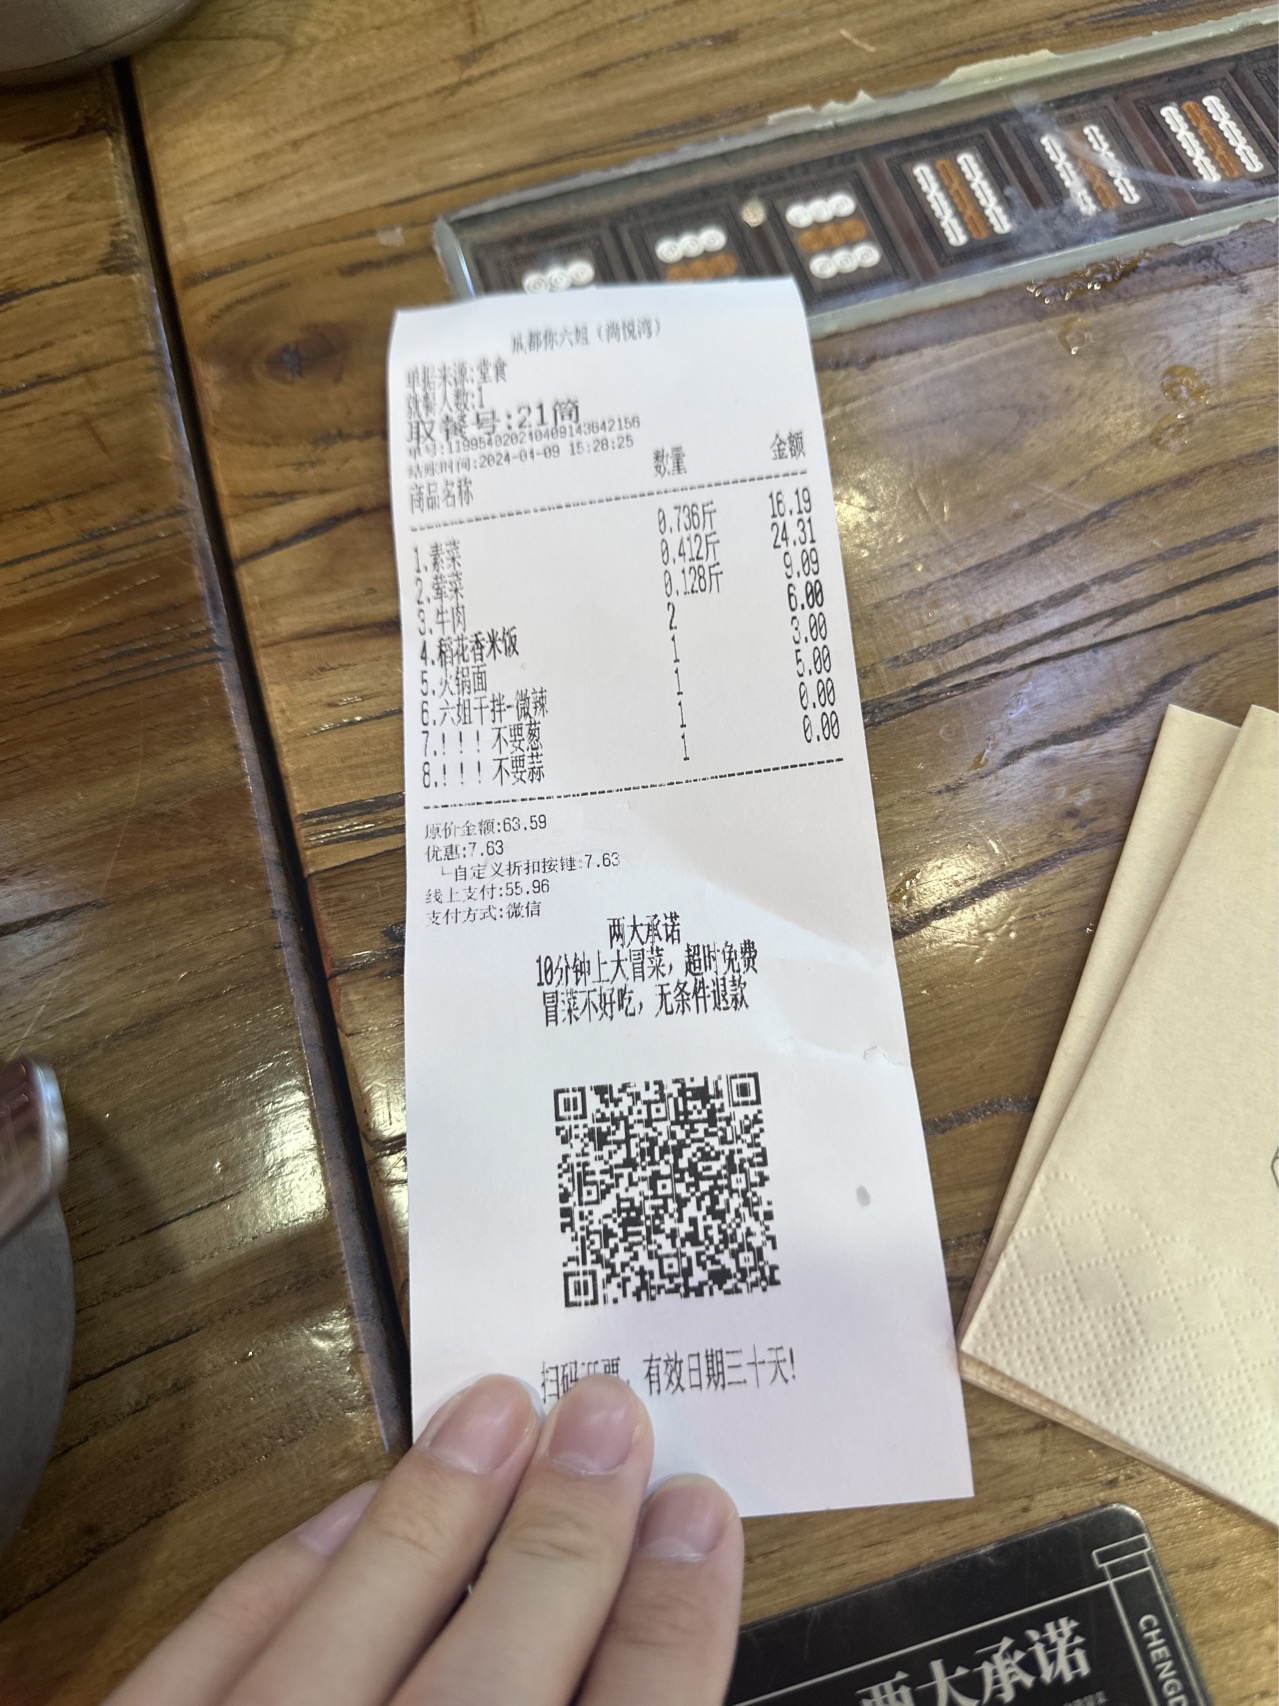 成都你六姐（尚悦湾）
单据来源:堂食
就餐人数:1
取餐号:21筒
单号:11995402024040914364 2156
结账时间:2024-04-09 15:28:25
商品名称 数量 金额
1.素菜 0.736斤 16.19
2.荤菜 0.412斤 24.31
3.牛肉 0.128斤 9.09
4.稻花香米饭 2 6.00
5.火锅面 1 3.00
6.六姐干拌-微辣 1 5.00
7.！！！不要葱 1 0.00
8.！！！不要蒜 1 0.00
原价金额:63.59
优惠:7.63
└自定义折扣按锺:7.63
线上支付:55.96
支付方式:微信
两大承诺
10分钟上大冒菜，超时免费
冒菜不好吃，无条件退款
扫码开票，有效日期三十天!
两大承诺
CHENG